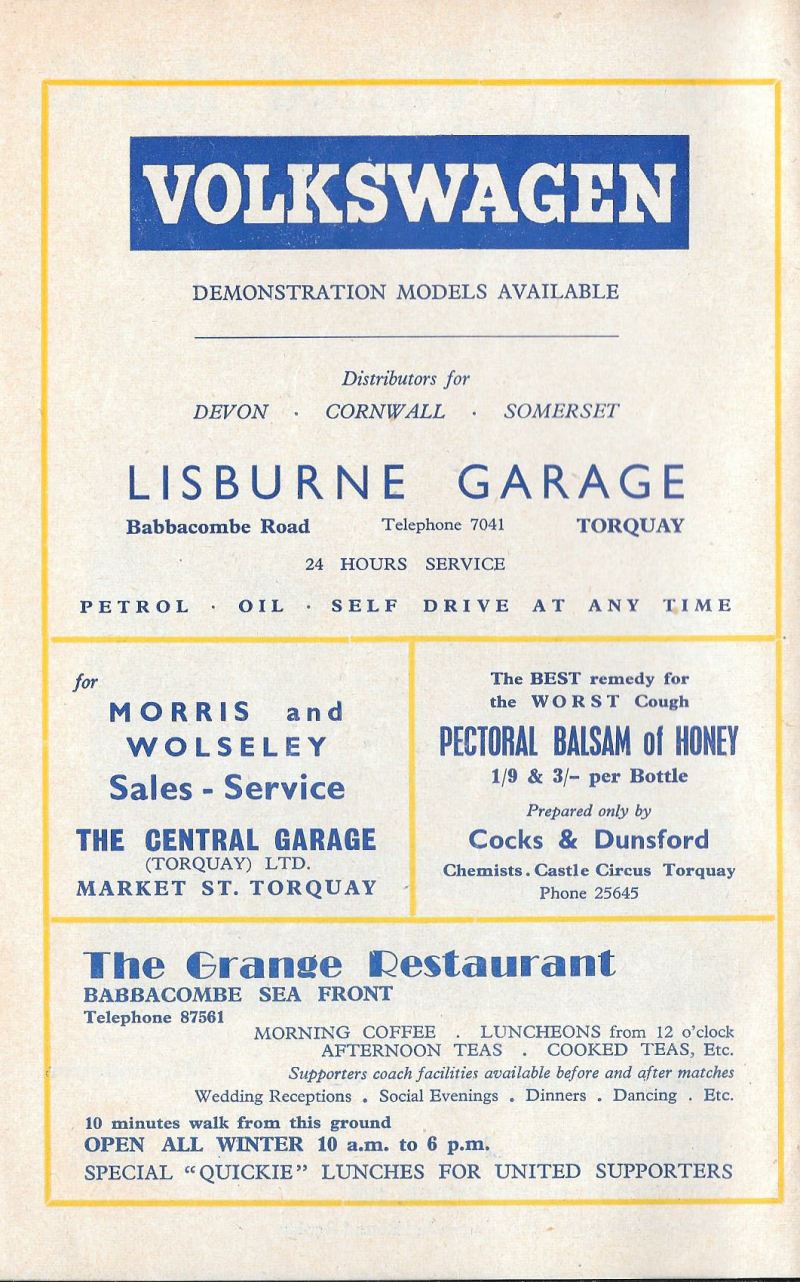 VOLKSWAGEN
DEMONSTRATION MODELS AVAILABLE
Distributors for
DEVON · CORNWALL · SOMERSET
LISBURNE GARAGE
Babbacombe Road Telephone 7041 TORQUAY
24 HOURS SERVICE
PETROL · OIL · SELF DRIVE AT ANY TIME
for
MORRIS and
WOLSELEY
Sales - Service
THE CENTRAL GARAGE
(TORQUAY) LTD.
MARKET ST. TORQUAY
The BEST remedy for
the WORST Cough
PECTORAL BALSAM of HONEY
1/9 & 3/- per Bottle
Prepared only by
Cocks & Dunsford
Chemists. Castle Circus Torquay
Phone 25645
The Grange Restaurant
BABBACOMBE SEA FRONT
Telephone 87561
MORNING COFFEE . LUNCHEONS from 12 o'clock
AFTERNOON TEAS . COOKED TEAS, Etc.
Supporters coach facilities available before and after matches
Wedding Receptions . Social Evenings . Dinners . Dancing . Etc.
10 minutes walk from this ground
OPEN ALL WINTER 10 a.m. to 6 p.m.
SPECIAL "QUICKIE" LUNCHES FOR UNITED SUPPORTERS